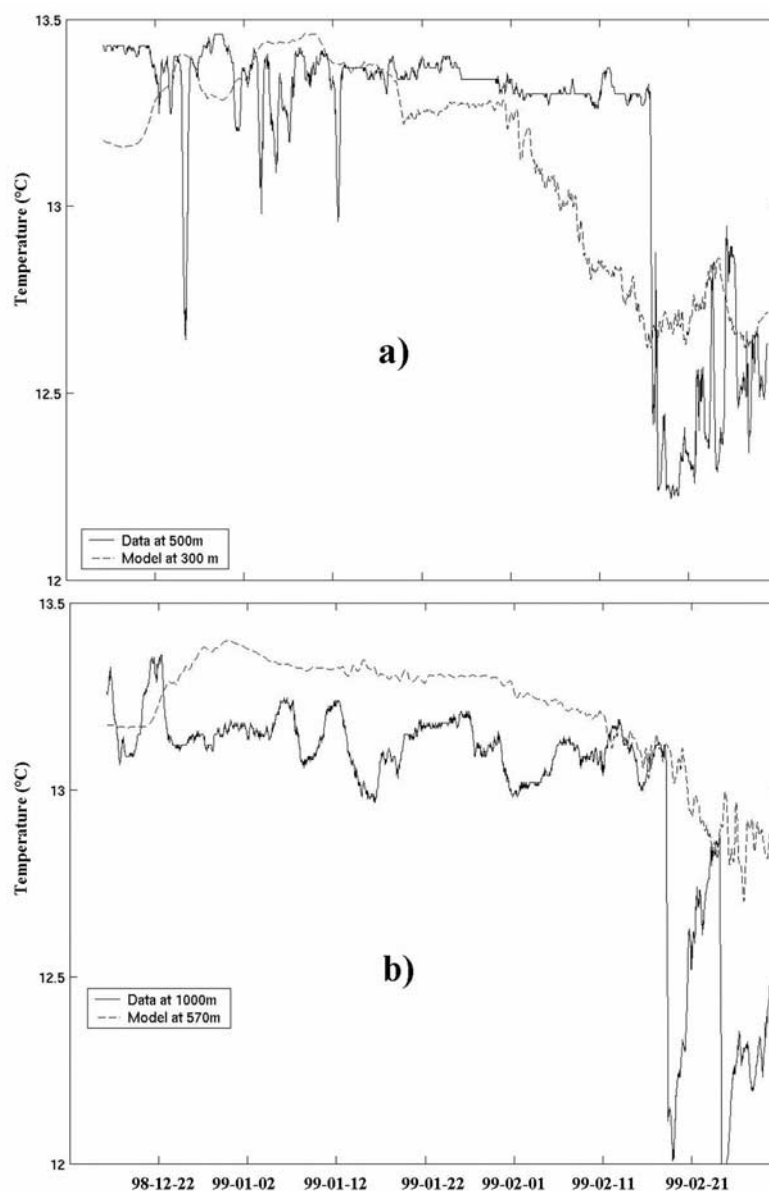 13.5
13
12.5
12
Temperature (°C)
a)
Data at 500m
Model at 300 m
13.5
13
12.5
12
Temperature (°C)
b)
Data at 1000m
Model at 570m
98-12-22 99-01-02 99-01-12 99-01-22 99-02-01 99-02-11 99-02-21